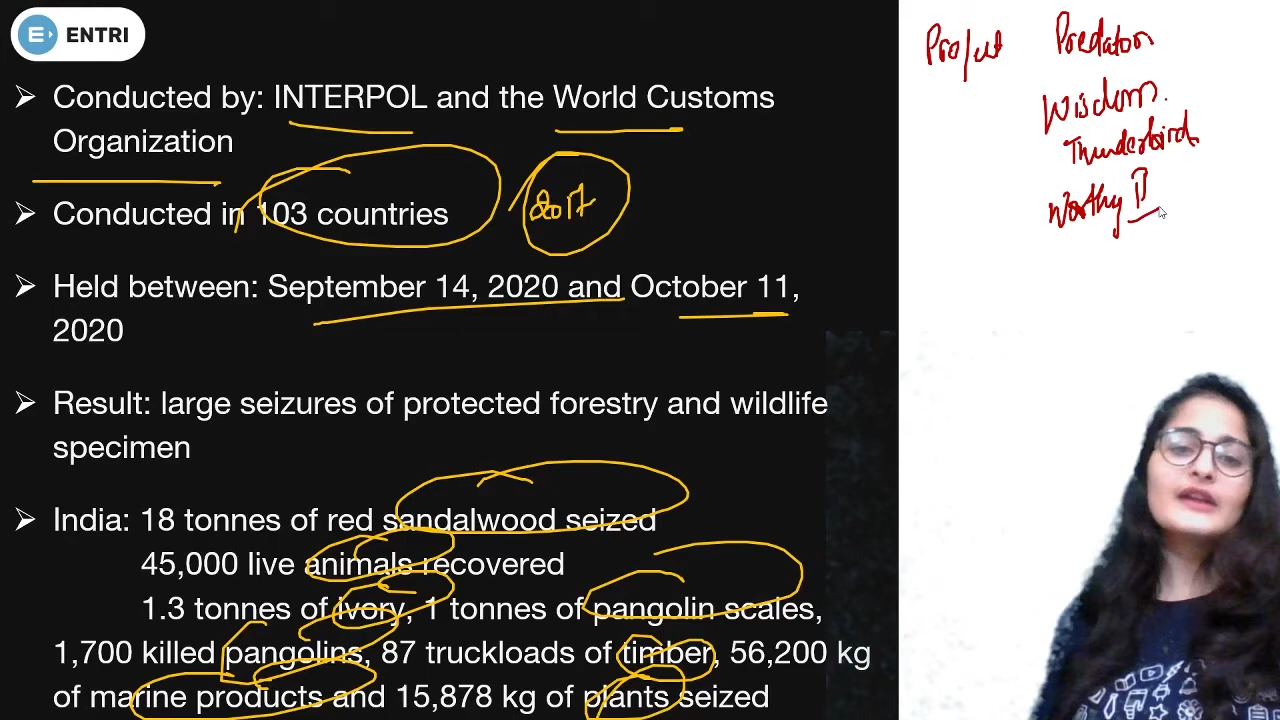 ENTRI
Conducted by: INTERPOL and the World Customs
Organization
Conducted in 103 countries
2017
Held between: September 14, 2020 and October 11,
2020
Result: large seizures of protected forestry and wildlife
specimen
India: 18 tonnes of red sandalwood seized
45,000 live animals recovered
1.3 tonnes of ivory, 1 tonnes of pangolin scales,
1,700 killed pangolins, 87 truckloads of timber, 56,200 kg
of marine products and 15,878 kg of plants seized
Project Predator
Wisdom.
Thunderbird
Worthy II